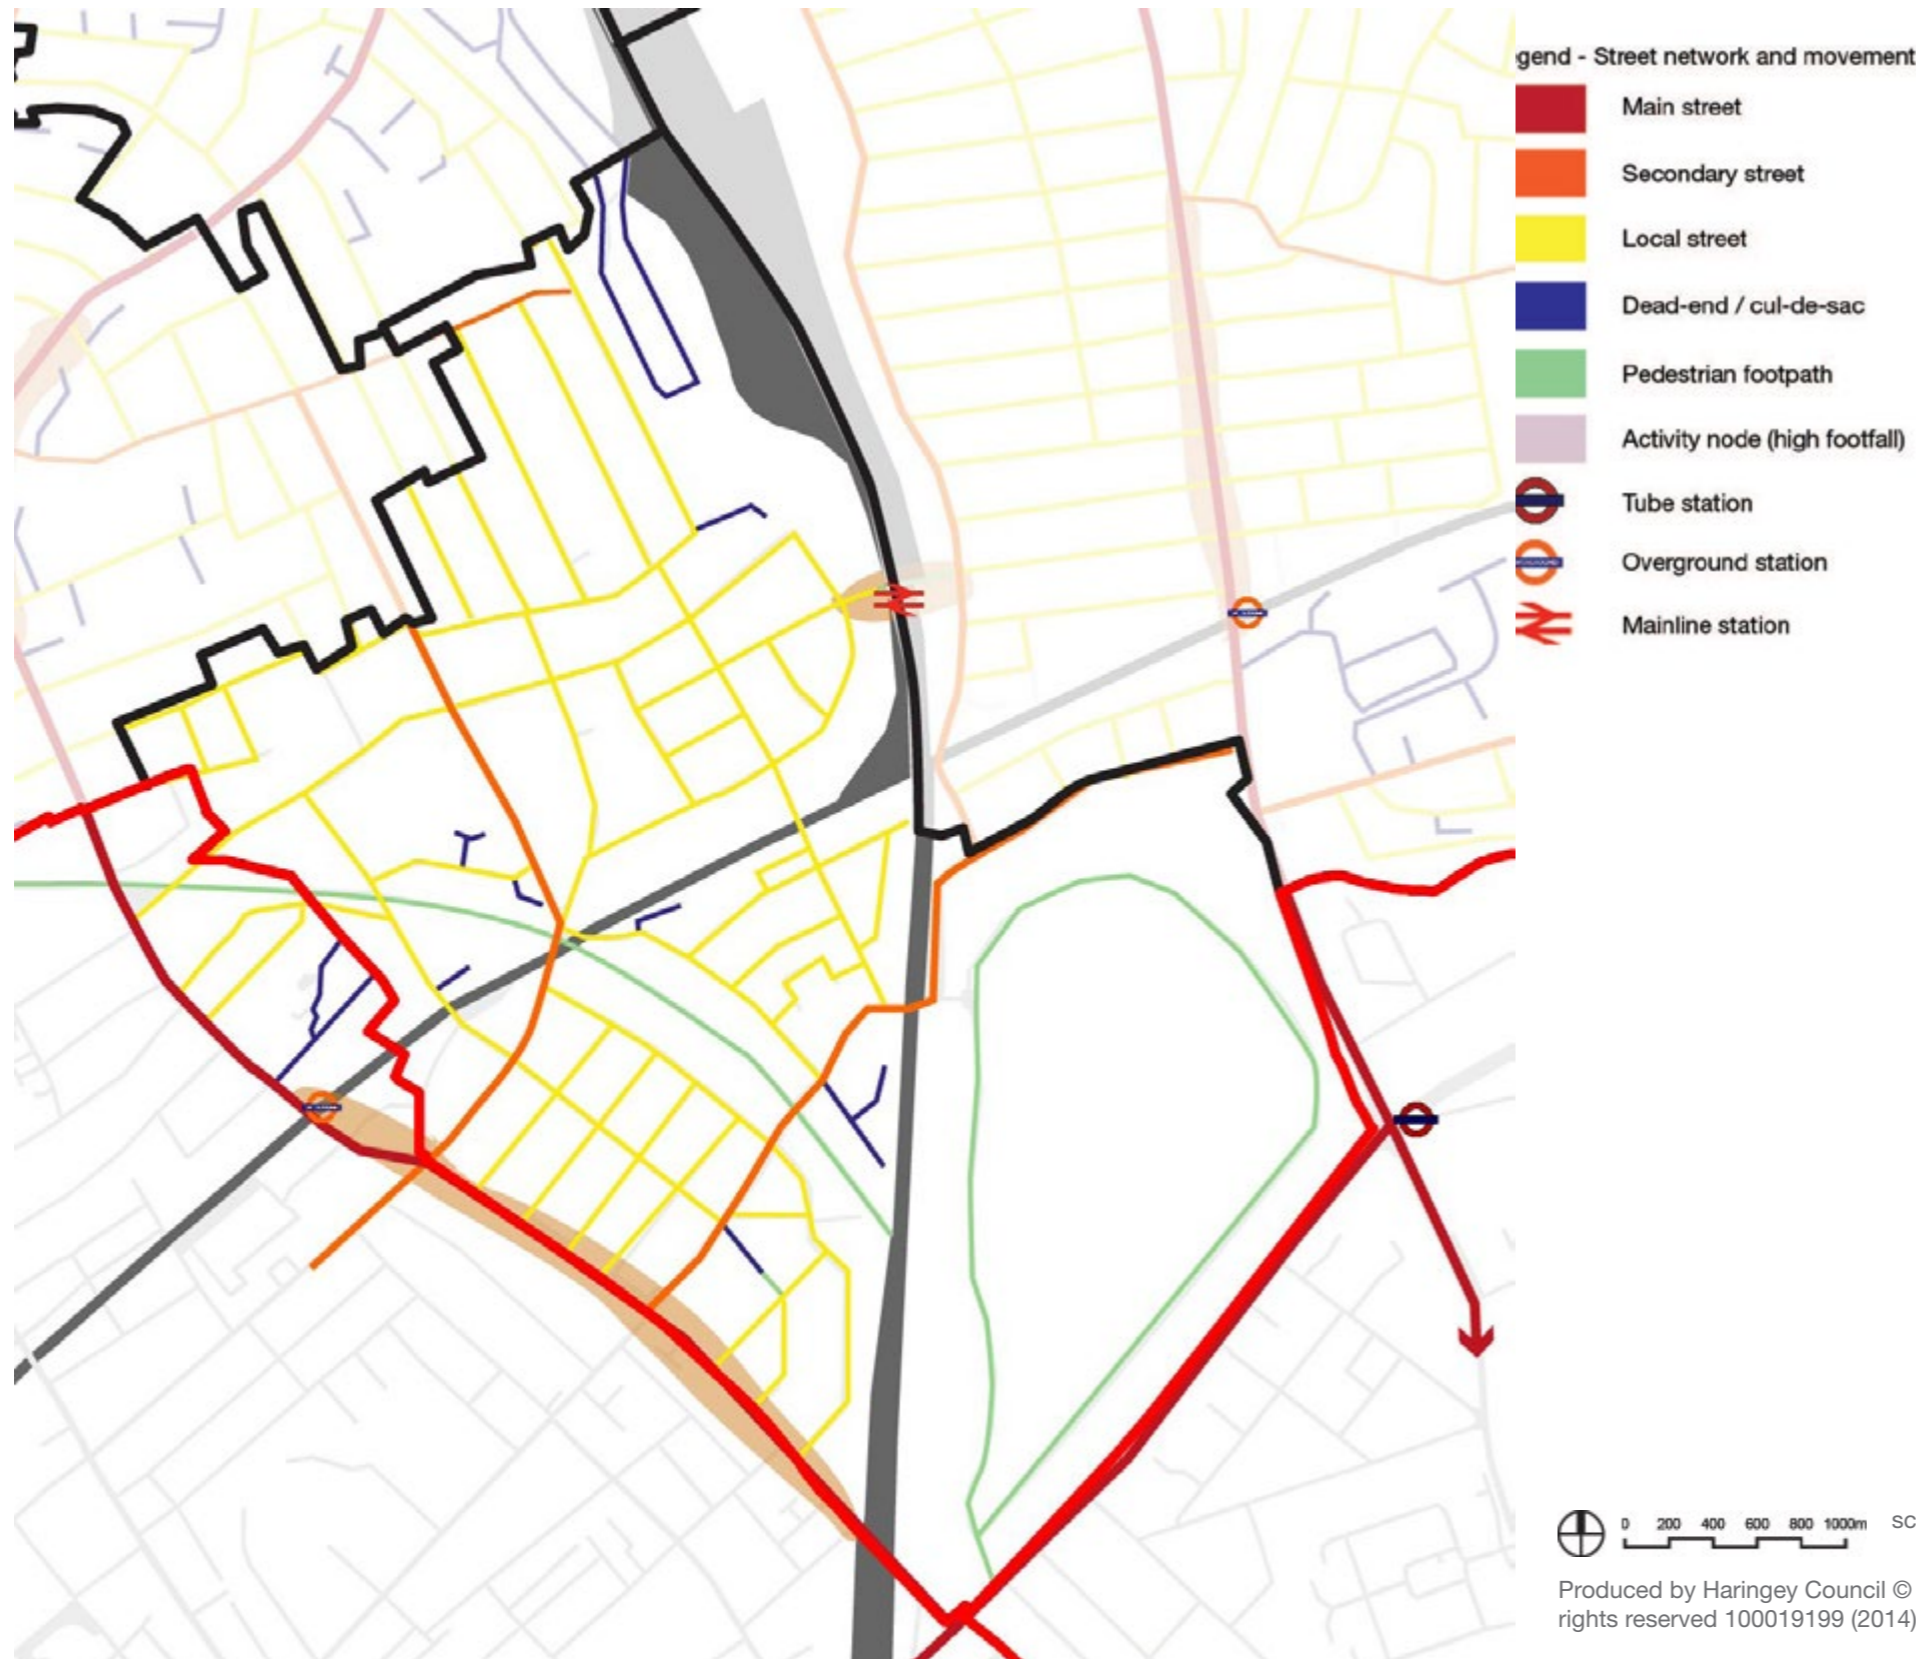 gend - Street network and movement
Main street
Secondary street
Local street
Dead-end / cul-de-sac
Pedestrian footpath
Activity node (high footfall)
Tube station
Overground station
Mainline station
0 200 400 600 800 1000m sc
Produced by Haringey Council ©
rights reserved 100019199 (2014)